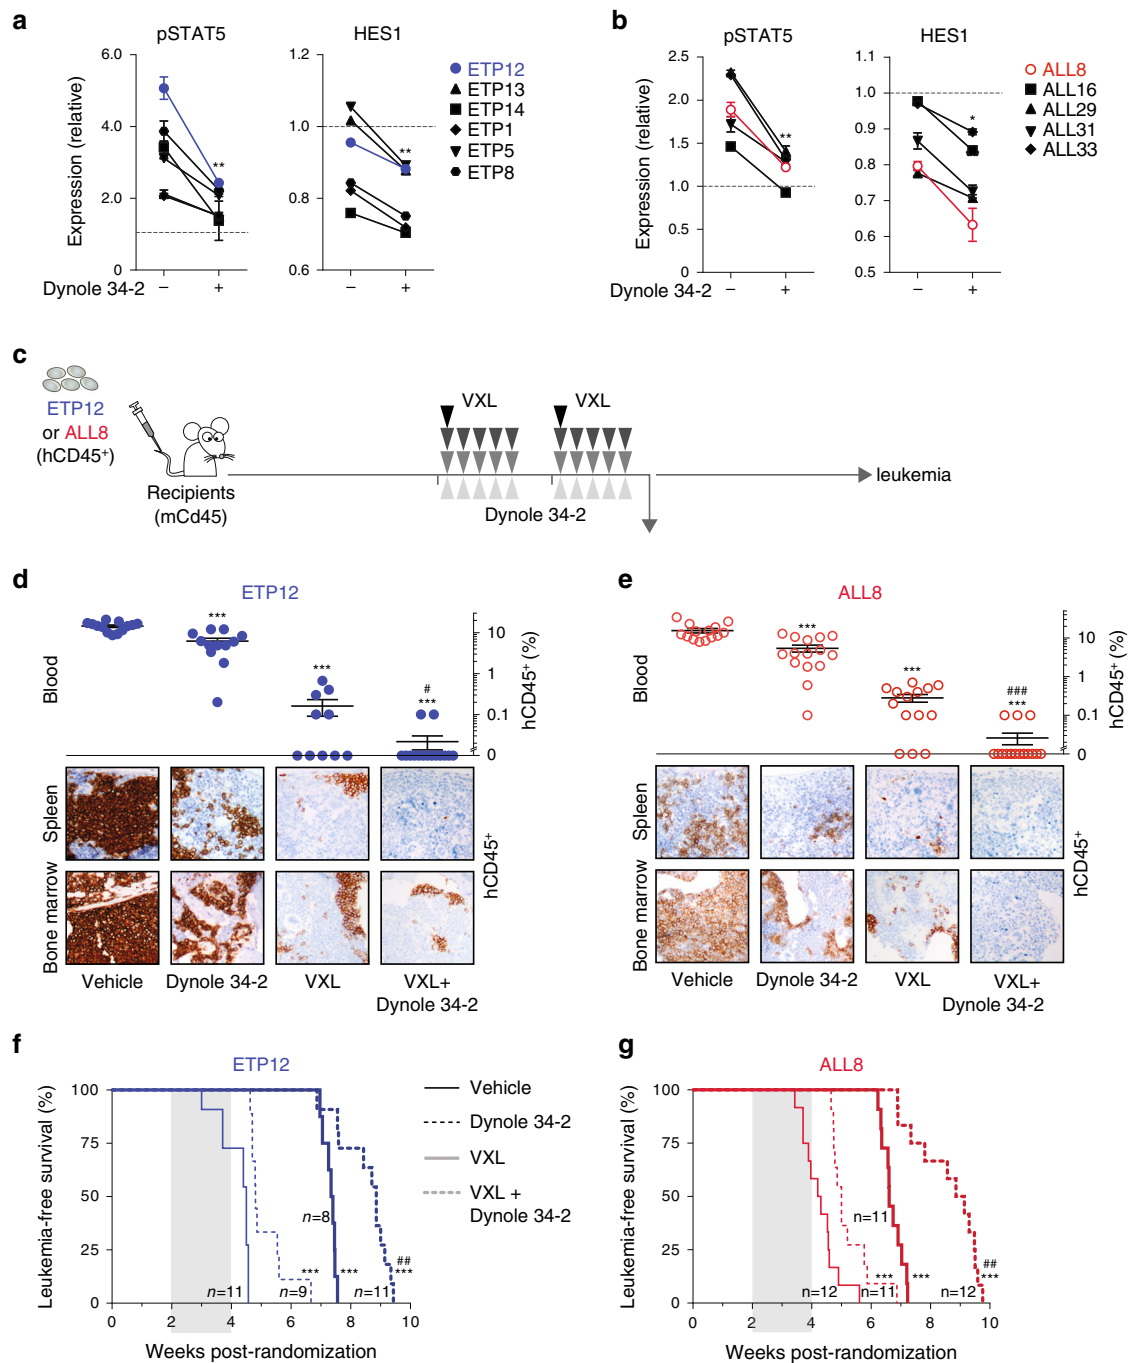 a
pSTAT5
HES1
Expression (relative)
6.0
4.0
2.0
0
**
1.2
1.0
0.8
0.6
**
ETP12
ETP13
ETP14
ETP1
ETP5
ETP8
Dynole 34-2
–
+
–
+
b
pSTAT5
HES1
Expression (relative)
2.5
2.0
1.5
1.0
0.5
0
**
1.1
1.0
0.9
0.8
0.7
0.6
0.5
*
ALL8
ALL16
ALL29
ALL31
ALL33
Dynole 34-2
–
+
–
+
c
ETP12
or ALL8
(hCD45+)
Recipients
(mCd45)
VXL
VXL
Dynole 34-2
leukemia
d
ETP12
Blood
***
***
#
***
10
1
0.1
0
hCD45+ (%)
Spleen
Bone marrow
hCD45+
Vehicle
Dynole 34-2
VXL
VXL+
Dynole 34-2
e
ALL8
Blood
***
***
###
***
10
1
0.1
0
hCD45+ (%)
Spleen
Bone marrow
hCD45+
Vehicle
Dynole 34-2
VXL
VXL+
Dynole 34-2
f
ETP12
Leukemia-free survival (%)
100
75
50
25
0
n=8
n=11
n=9
n=11
***
***
##
***
0
2
4
6
8
10
Weeks post-randomization
Vehicle
Dynole 34-2
VXL
VXL +
Dynole 34-2
g
ALL8
Leukemia-free survival (%)
100
75
50
25
0
n=11
n=12
n=11
n=12
***
***
##
***
0
2
4
6
8
10
Weeks post-randomization